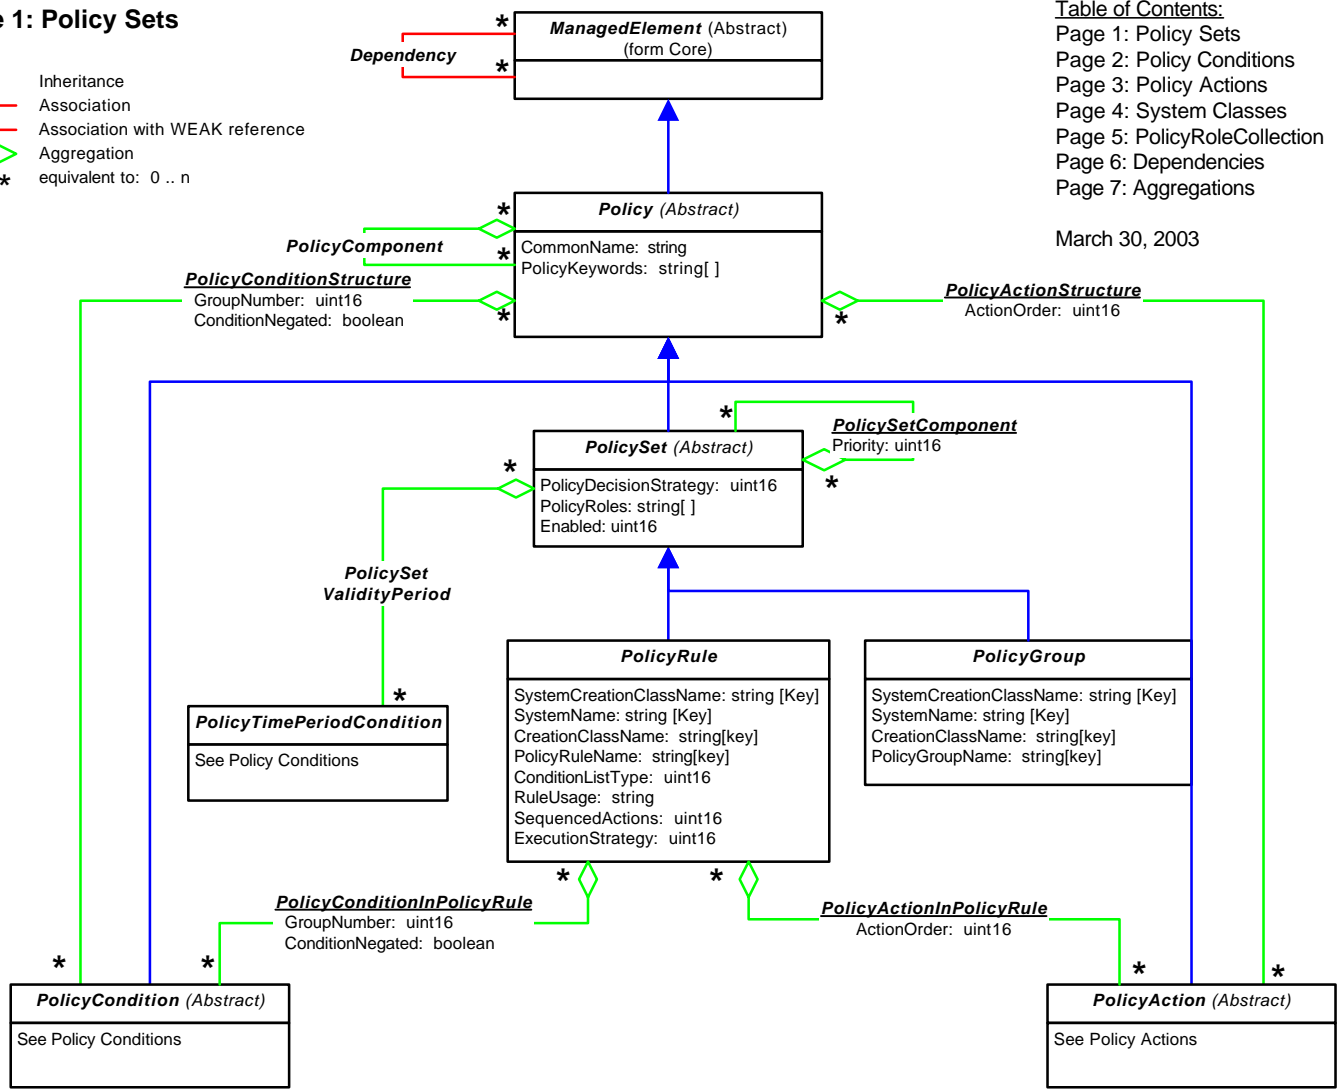 e 1: Policy Sets
Inheritance
Association
Association with WEAK reference
Aggregation
* equivalent to: 0 .. n
Table of Contents:
Page 1: Policy Sets
Page 2: Policy Conditions
Page 3: Policy Actions
Page 4: System Classes
Page 5: PolicyRoleCollection
Page 6: Dependencies
Page 7: Aggregations
March 30, 2003
*
Dependency
*
ManagedElement (Abstract)
(form Core)
*
PolicyComponent
*
Policy (Abstract)
CommonName: string
PolicyKeywords: string[ ]
PolicyConditionStructure
GroupNumber: uint16
ConditionNegated: boolean
*
PolicyActionStructure
ActionOrder: uint16
*
*
PolicySetComponent
Priority: uint16
*
PolicySet (Abstract)
PolicyDecisionStrategy: uint16
PolicyRoles: string[ ]
Enabled: uint16
*
PolicySet
ValidityPeriod
*
PolicyTimePeriodCondition
See Policy Conditions
PolicyRule
SystemCreationClassName: string [Key]
SystemName: string [Key]
CreationClassName: string[key]
PolicyRuleName: string[key]
ConditionListType: uint16
RuleUsage: string
SequencedActions: uint16
ExecutionStrategy: uint16
PolicyGroup
SystemCreationClassName: string [Key]
SystemName: string [Key]
CreationClassName: string[key]
PolicyGroupName: string[key]
*
*
PolicyConditionInPolicyRule
GroupNumber: uint16
ConditionNegated: boolean
PolicyActionInPolicyRule
ActionOrder: uint16
*
*
*
*
PolicyCondition (Abstract)
See Policy Conditions
PolicyAction (Abstract)
See Policy Actions